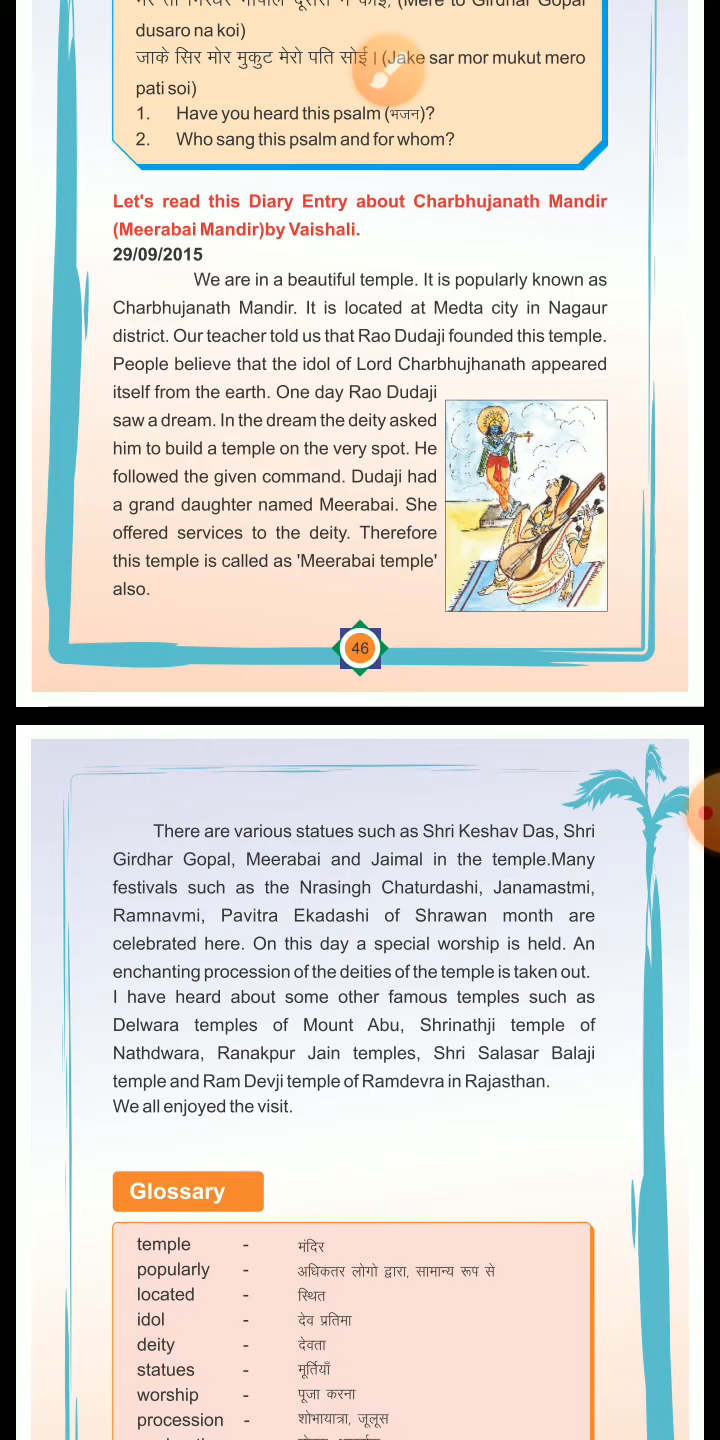 मेरे तो गिरधर गोपाल दूसरो न कोई, (Mere to Girdhar Gopal
dusaro na koi)
जाके सिर मोर मुकुट मेरो पति सोई। (Jake sar mor mukut mero
pati soi)
1. Have you heard this psalm (भजन)?
2. Who sang this psalm and for whom?
Let's read this Diary Entry about Charbhujanath Mandir
(Meerabai Mandir)by Vaishali.
29/09/2015
We are in a beautiful temple. It is popularly known as
Charbhujanath Mandir. It is located at Medta city in Nagaur
district. Our teacher told us that Rao Dudaji founded this temple.
People believe that the idol of Lord Charbhujhanath appeared
itself from the earth. One day Rao Dudaji
saw a dream. In the dream the deity asked
him to build a temple on the very spot. He
followed the given command. Dudaji had
a grand daughter named Meerabai. She
offered services to the deity. Therefore
this temple is called as 'Meerabai temple'
also.
46
There are various statues such as Shri Keshav Das, Shri
Girdhar Gopal, Meerabai and Jaimal in the temple.Many
festivals such as the Nrasingh Chaturdashi, Janamastmi,
Ramnavmi, Pavitra Ekadashi of Shrawan month are
celebrated here. On this day a special worship is held. An
enchanting procession of the deities of the temple is taken out.
I have heard about some other famous temples such as
Delwara temples of Mount Abu, Shrinathji temple of
Nathdwara, Ranakpur Jain temples, Shri Salasar Balaji
temple and Ram Devji temple of Ramdevra in Rajasthan.
We all enjoyed the visit.
Glossary
temple - मंदिर
popularly - अधिकतर लोगो द्वारा, सामान्य रूप से
located - स्थित
idol - देव प्रतिमा
deity - देवता
statues - मूर्तियाँ
worship - पूजा करना
procession - शोभायात्रा, जूलूस